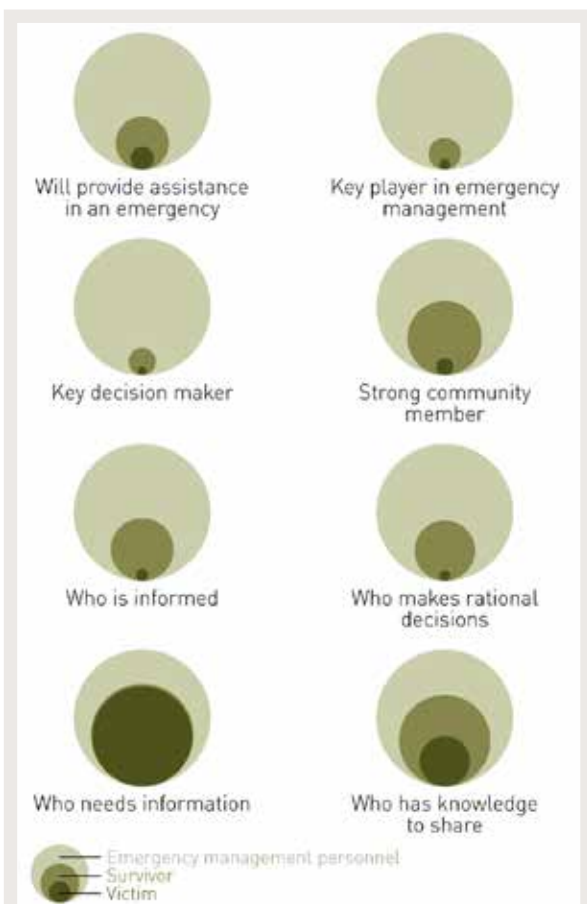 Will provide assistance
in an emergency
Key player in emergency
management
Key decision maker
Strong community
member
Who is informed
Who makes rational
decisions
Who needs information
Who has knowledge
to share
Emergency management personnel
Survivor
Victim